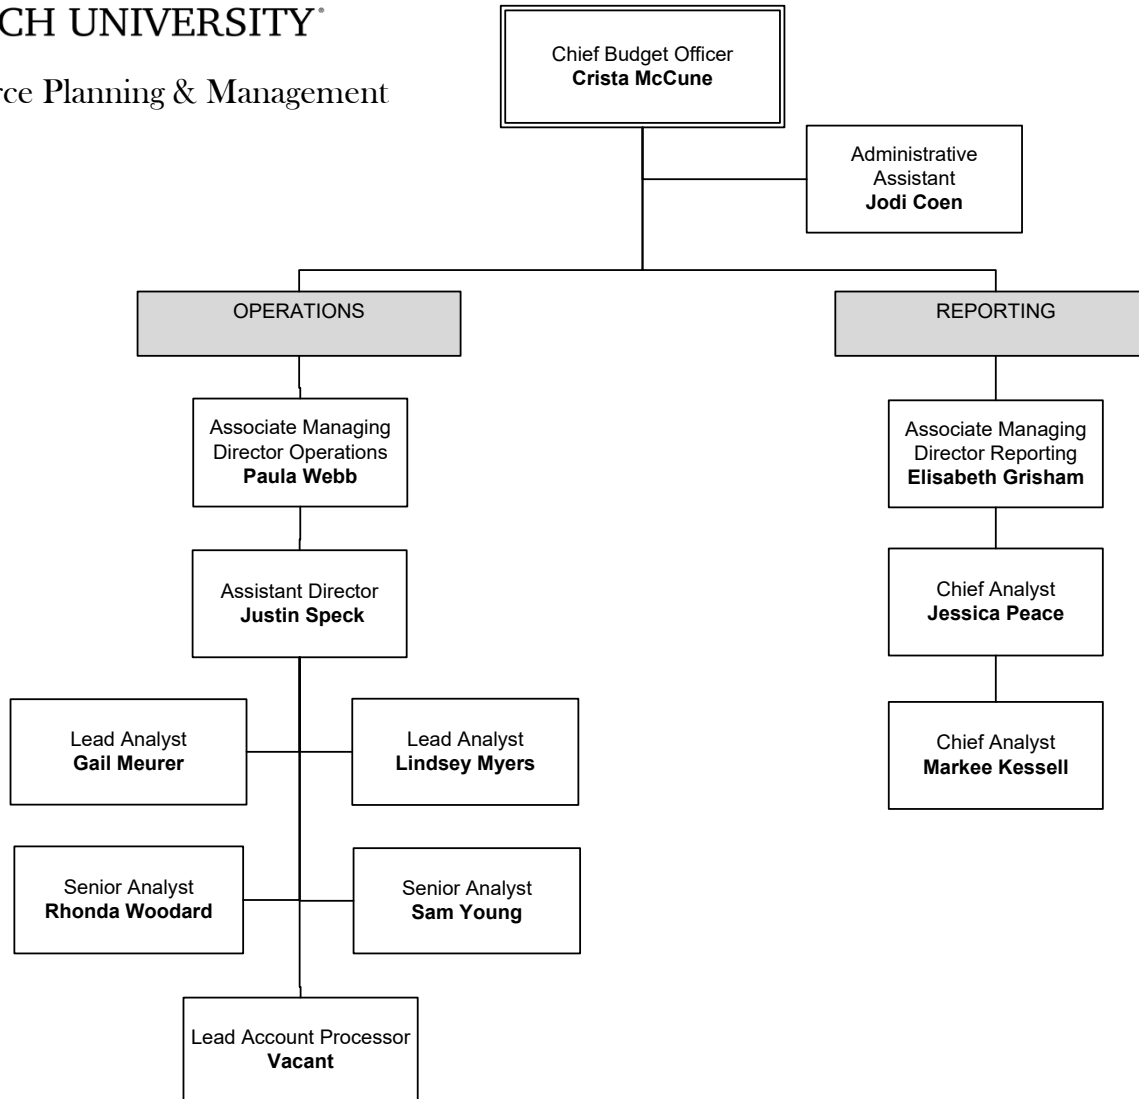 UNIVERSITY
Planning & Management
Chief Budget Officer
Crista McCune
Administrative
Assistant
Jodi Coen
OPERATIONS
REPORTING
Associate Managing
Director Operations
Paula Webb
Associate Managing
Director Reporting
Elisabeth Grisham
Assistant Director
Justin Speck
Chief Analyst
Jessica Peace
Lead Analyst
Gail Meurer
Lead Analyst
Lindsey Myers
Chief Analyst
Markee Kessell
Senior Analyst
Rhonda Woodard
Senior Analyst
Sam Young
Lead Account Processor
Vacant